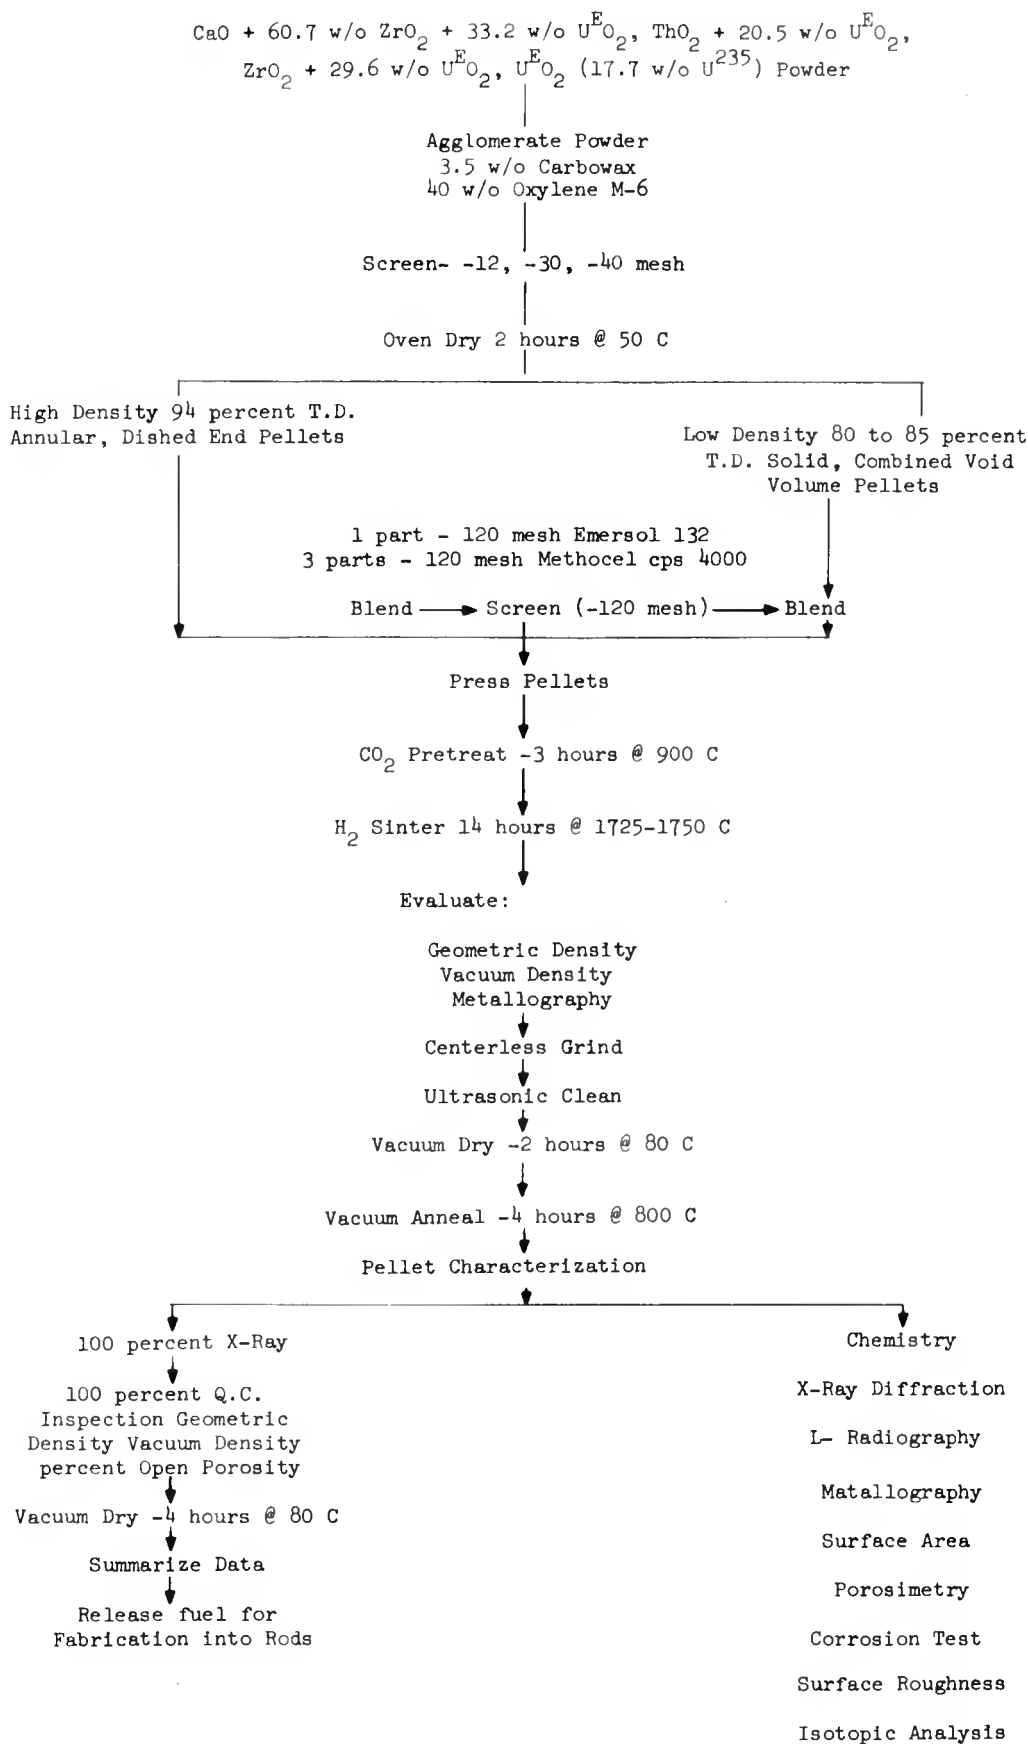 CaO + 60.7 w/o ZrO₂ + 33.2 w/o UᴱO₂, ThO₂ + 20.5 w/o UᴱO₂,
ZrO₂ + 29.6 w/o UᴱO₂, UᴱO₂ (17.7 w/o U²³⁵) Powder
Agglomerate Powder
3.5 w/o Carbowax
40 w/o Oxylene M-6
Screen- -12, -30, -40 mesh
Oven Dry 2 hours @ 50 C
High Density 94 percent T.D.
Annular, Dished End Pellets
Low Density 80 to 85 percent
T.D. Solid, Combined Void
Volume Pellets
1 part - 120 mesh Emersol 132
3 parts - 120 mesh Methocel cps 4000
Blend Screen (-120 mesh) Blend
Press Pellets
CO₂ Pretreat -3 hours @ 900 C
H₂ Sinter 14 hours @ 1725-1750 C
Evaluate:
Geometric Density
Vacuum Density
Metallography
Centerless Grind
Ultrasonic Clean
Vacuum Dry -2 hours @ 80 C
Vacuum Anneal -4 hours @ 800 C
Pellet Characterization
100 percent X-Ray
100 percent Q.C.
Inspection Geometric
Density Vacuum Density
percent Open Porosity
Vacuum Dry -4 hours @ 80 C
Summarize Data
Release fuel for
Fabrication into Rods
Chemistry
X-Ray Diffraction
L- Radiography
Matallography
Surface Area
Porosimetry
Corrosion Test
Surface Roughness
Isotopic Analysis